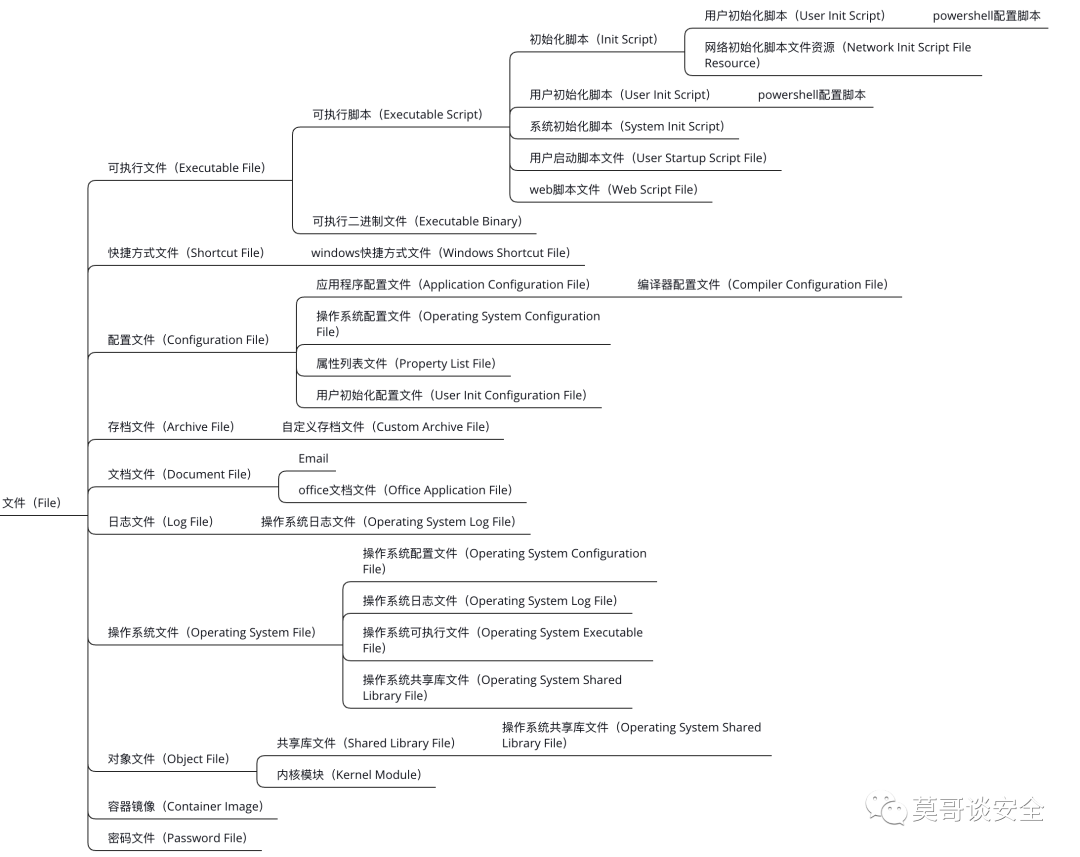 用户初始化脚本（User Init Script）
powershell配置脚本
初始化脚本（Init Script）
网络初始化脚本文件资源（Network Init Script File
Resource）
用户初始化脚本（User Init Script）
powershell配置脚本
可执行脚本（Executable Script）
系统初始化脚本（System Init Script）
用户启动脚本文件（User Startup Script File）
可执行文件（Executable File）
web脚本文件（Web Script File）
可执行二进制文件（Executable Binary）
快捷方式文件（Shortcut File）
windows快捷方式文件（Windows Shortcut File）
应用程序配置文件（Application Configuration File）
编译器配置文件（Compiler Configuration File）
操作系统配置文件（Operating System Configuration
File）
配置文件（Configuration File）
属性列表文件（Property List File）
用户初始化配置文件（User Init Configuration File）
存档文件（Archive File）
自定义存档文件（Custom Archive File）
Email
文档文件（Document File）
office文档文件（Office Application File）
文件（File）
日志文件（Log File）
操作系统日志文件（Operating System Log File）
操作系统配置文件（Operating System Configuration
File）
操作系统日志文件（Operating System Log File）
操作系统文件（Operating System File）
操作系统可执行文件（Operating System Executable
File）
操作系统共享库文件（Operating System Shared
Library File）
共享库文件（Shared Library File）
操作系统共享库文件（Operating System Shared
Library File）
对象文件（Object File）
内核模块（Kernel Module）
容器镜像（Container Image）
密码文件（Password File）
莫哥谈安全